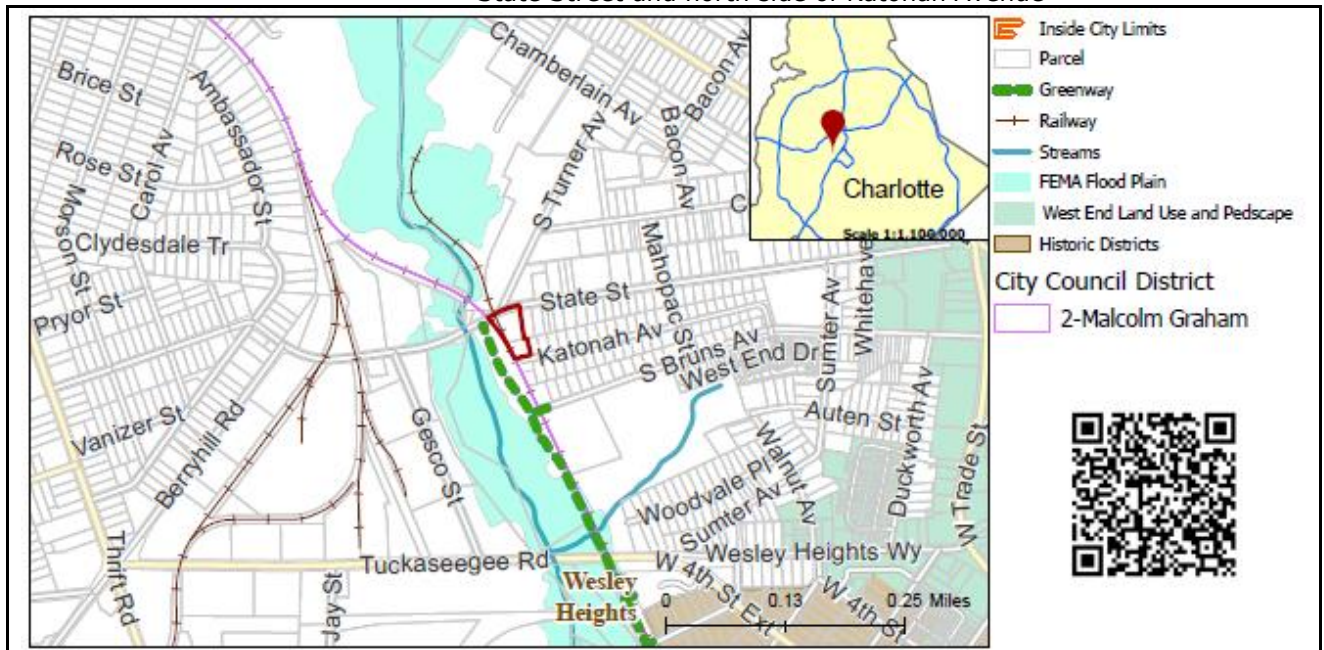 State Street and north side of Katonah Avenue
Chamberlain Av
Bacon Av
Brice St
Ambassador St
Carol Av
Rose St
Morson St
Clydesdale Tr
Pryor St
S Turner Av
Bacon Av
C
Mahopac St
State St
Katonah Av
S Bruns Av
West End Dr
Sumter Av
Whitehave
Auten St
Duckworth Av
W Trade St
Walnut Av
Woodvale Pl
Sumter Av
Wesley Heights Wy
W 4th St Ext
W 4th St
Vanizer St
Berryhill Rd
Gesco St
Thrift Rd
Jay St
Tuckaseegee Rd
Wesley
Heights
0 0.13 0.25 Miles
Charlotte
Scale 1:1,100,000
Inside City Limits
Parcel
Greenway
Railway
Streams
FEMA Flood Plain
West End Land Use and Pedscape
Historic Districts
City Council District
2-Malcolm Graham